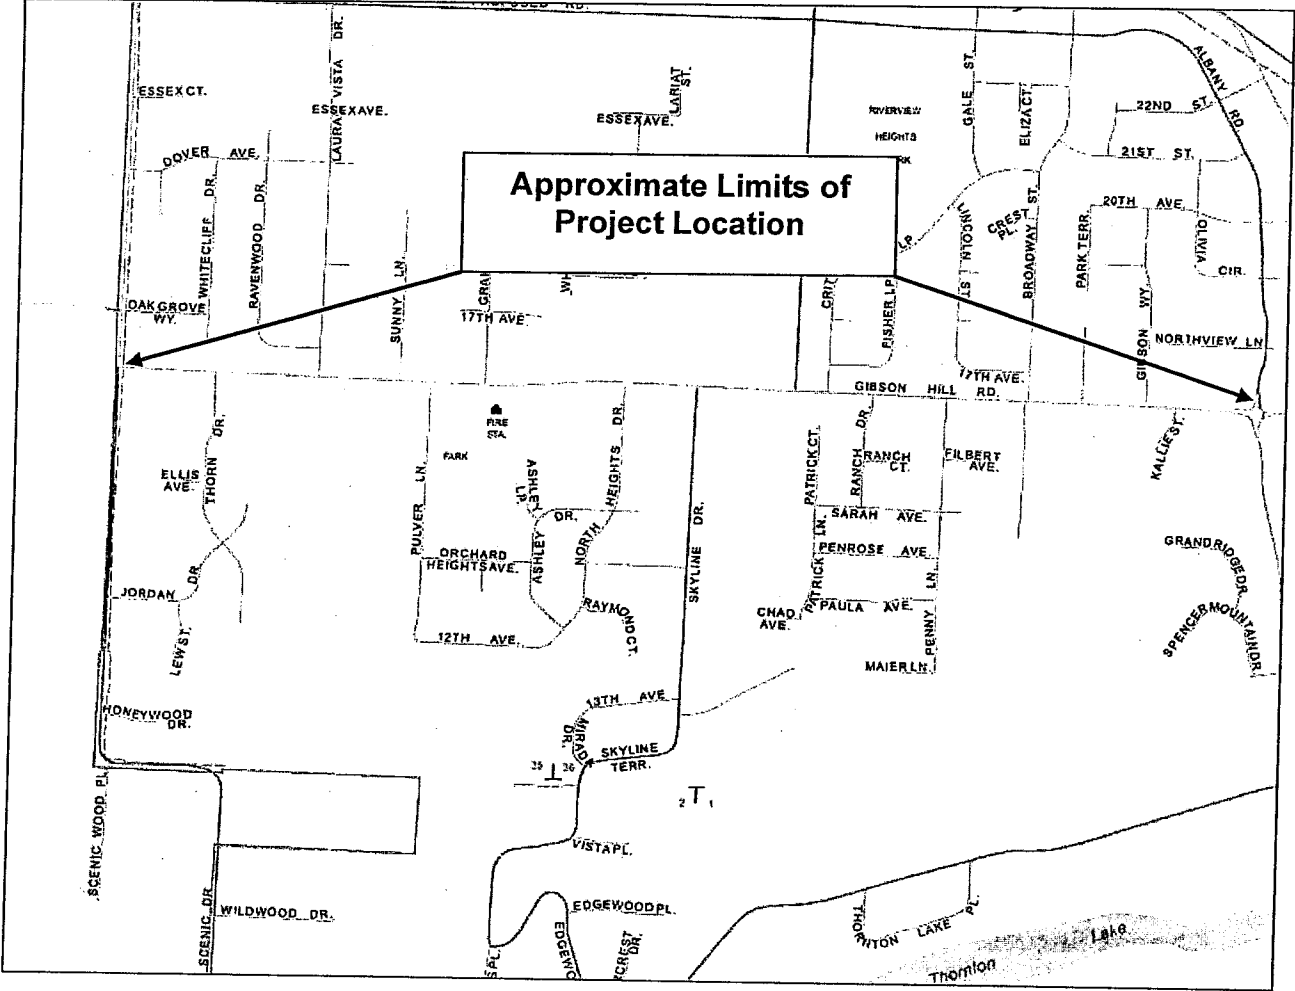 ESSEX CT.
LAURA VISTA DR.
ESSEX AVE.
ESSEX AVE.
LARIAT ST.
RIVERVIEW
HEIGHTS
GALE ST.
ELIZA CT.
ALBANY RD.
22ND ST.
21ST ST.
DOVER AVE.
Approximate Limits of
Project Location
WHITECLIFF DR.
RAVENWOOD DR.
SUNNY LN.
LP.
LINCOLN ST.
CREST
PL.
BROADWAY ST.
PARK TERR.
20TH AVE.
OLIVIA
CIR.
OAK GROVE
WY.
17TH AVE.
FISHER LP.
GIBSON WY.
NORTHVIEW LN.
17TH AVE.
GIBSON HILL RD.
THORN DR.
FIRE
STA.
PARK
ELLIS
AVE.
PULVER LN.
ASHLEY
LP.
ASHLEY DR.
NORTH HEIGHTS DR.
ORCHARD
HEIGHTS AVE.
SKYLINE DR.
PATRICK CT.
RANCH DR.
RANCH
CT.
FILBERT
AVE.
KALLIE ST.
SARAH AVE.
PENROSE AVE.
PATRICK LN.
PAULA AVE.
CHAD
AVE.
PENNY LN.
MAIER LN.
GRAND RIDGE DR.
SPENCER MOUNTAIN DR.
JORDAN DR.
LEW ST.
12TH AVE.
RAYMOND CT.
HONEYWOOD
DR.
13TH AVE.
MIRAD
DR.
SKYLINE
TERR.
35 36
2 T 1
SCENIC WOOD PL.
VISTA PL.
SCENIC DR.
WILDWOOD DR.
EDGEWOOD PL.
THORNTON LAKE PL.
Thornton Lake